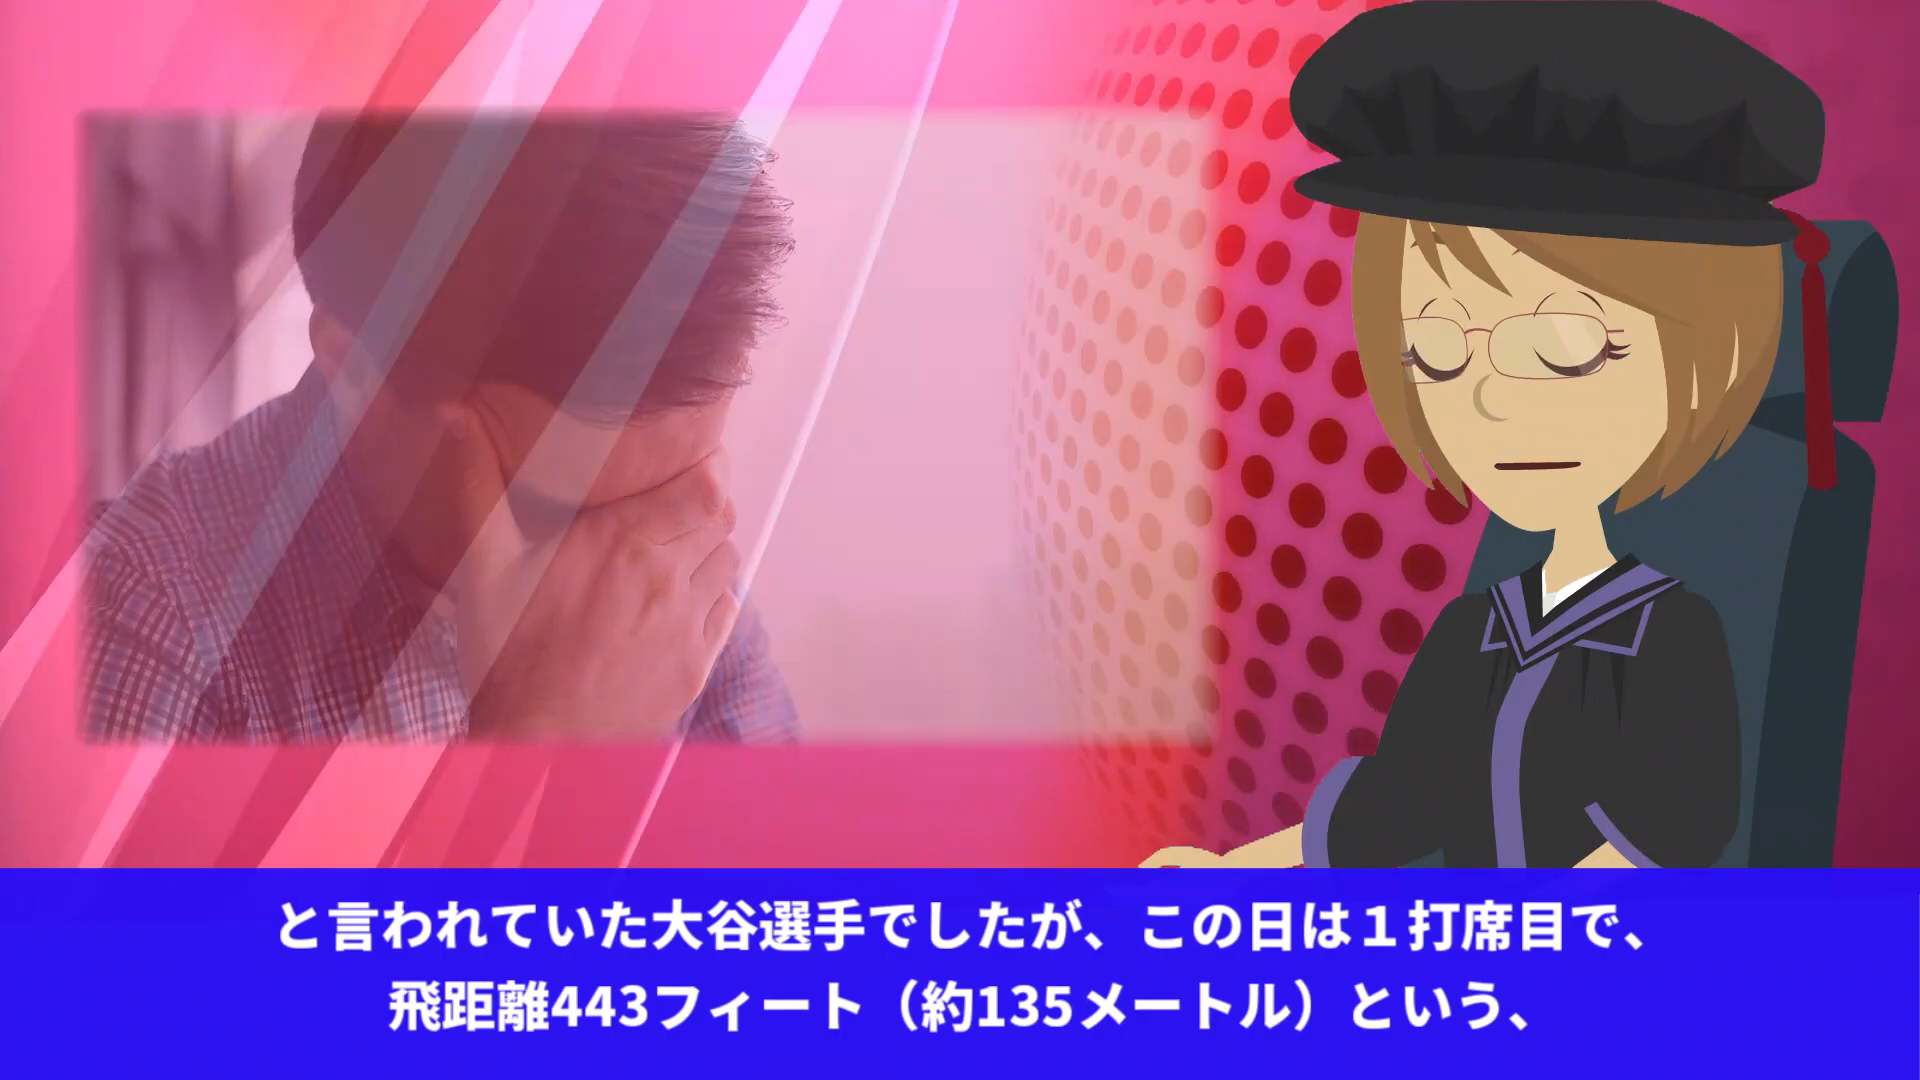 と言われていた大谷選手でしたが、この日は１打席目で、
飛距離443フィート（約135メートル）という、